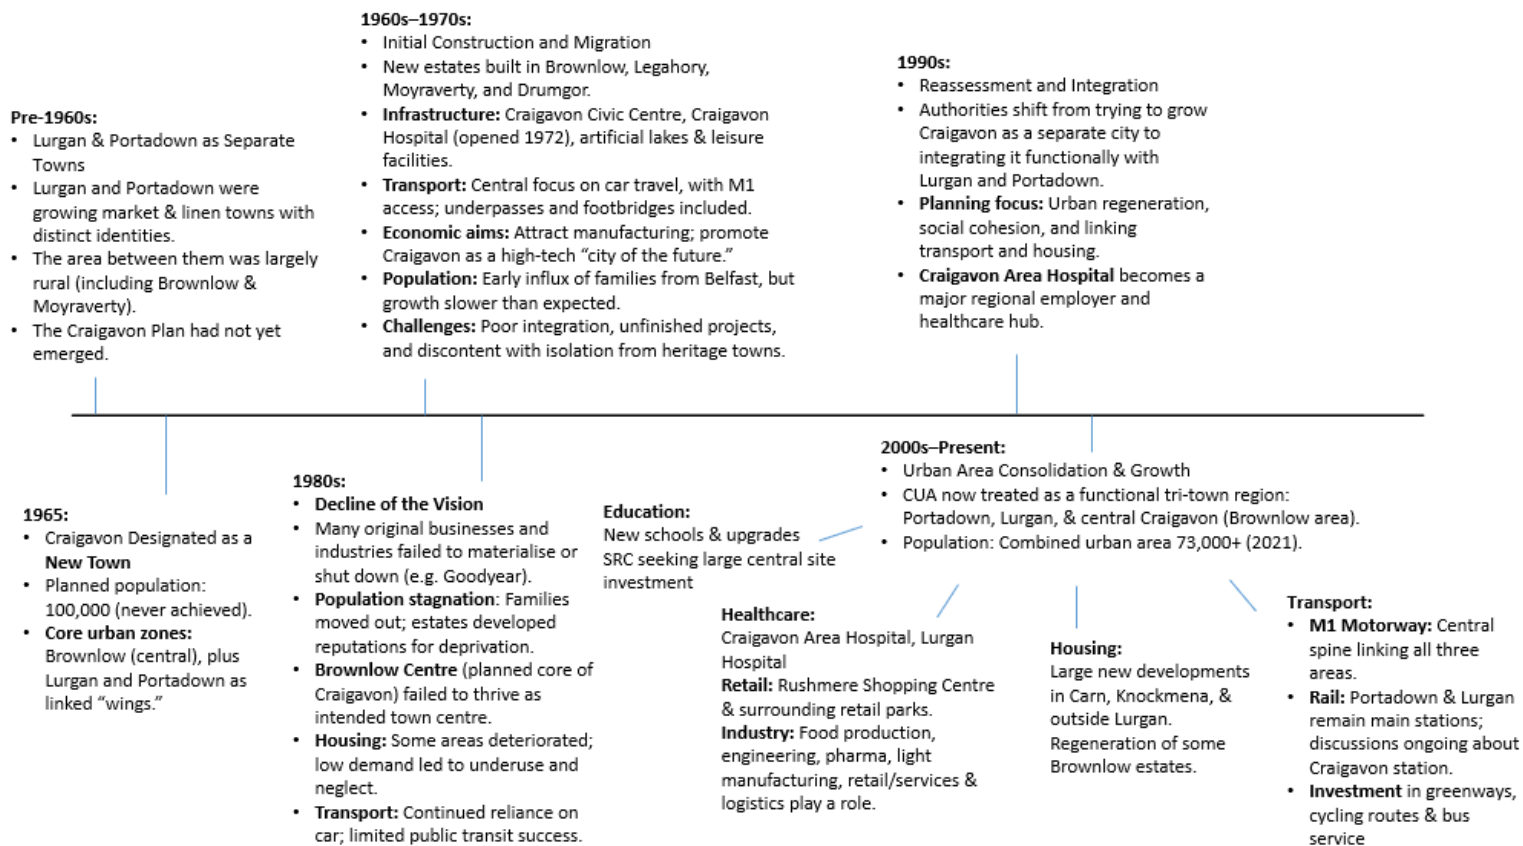 Pre-1960s:
• Lurgan & Portadown as Separate
Towns
• Lurgan and Portadown were
growing market & linen towns with
distinct identities.
• The area between them was largely
rural (including Brownlow &
Moyraverty).
• The Craigavon Plan had not yet
emerged.
1965:
• Craigavon Designated as a
New Town
• Planned population:
100,000 (never achieved).
• Core urban zones:
Brownlow (central), plus
Lurgan and Portadown as
linked “wings.”
1960s–1970s:
• Initial Construction and Migration
• New estates built in Brownlow, Legahory,
Moyraverty, and Drumgor.
• Infrastructure: Craigavon Civic Centre, Craigavon
Hospital (opened 1972), artificial lakes & leisure
facilities.
• Transport: Central focus on car travel, with M1
access; underpasses and footbridges included.
• Economic aims: Attract manufacturing; promote
Craigavon as a high-tech “city of the future.”
• Population: Early influx of families from Belfast, but
growth slower than expected.
• Challenges: Poor integration, unfinished projects,
and discontent with isolation from heritage towns.
1980s:
• Decline of the Vision
• Many original businesses and
industries failed to materialise or
shut down (e.g. Goodyear).
• Population stagnation: Families
moved out; estates developed
reputations for deprivation.
• Brownlow Centre (planned core of
Craigavon) failed to thrive as
intended town centre.
• Housing: Some areas deteriorated;
low demand led to underuse and
neglect.
• Transport: Continued reliance on
car; limited public transit success.
1990s:
• Reassessment and Integration
• Authorities shift from trying to grow
Craigavon as a separate city to
integrating it functionally with
Lurgan and Portadown.
• Planning focus: Urban regeneration,
social cohesion, and linking
transport and housing.
• Craigavon Area Hospital becomes a
major regional employer and
healthcare hub.
2000s–Present:
• Urban Area Consolidation & Growth
• CUA now treated as a functional tri-town region:
Portadown, Lurgan, & central Craigavon (Brownlow area).
• Population: Combined urban area 73,000+ (2021).
Education:
New schools & upgrades
SRC seeking large central site
investment
Healthcare:
Craigavon Area Hospital, Lurgan
Hospital
Retail: Rushmere Shopping Centre
& surrounding retail parks.
Industry: Food production,
engineering, pharma, light
manufacturing, retail/services &
logistics play a role.
Housing:
Large new developments
in Carn, Knockmena, &
outside Lurgan.
Regeneration of some
Brownlow estates.
Transport:
• M1 Motorway: Central
spine linking all three
areas.
• Rail: Portadown & Lurgan
remain main stations;
discussions ongoing about
Craigavon station.
• Investment in greenways,
cycling routes & bus
service